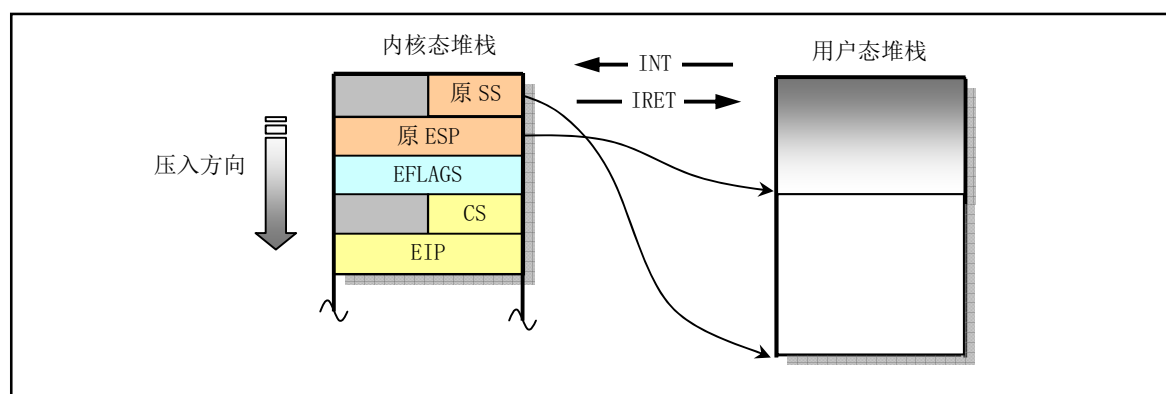 内核态堆栈
用户态堆栈
INT
IRET
压入方向
原 SS
原 ESP
EFLAGS
CS
EIP